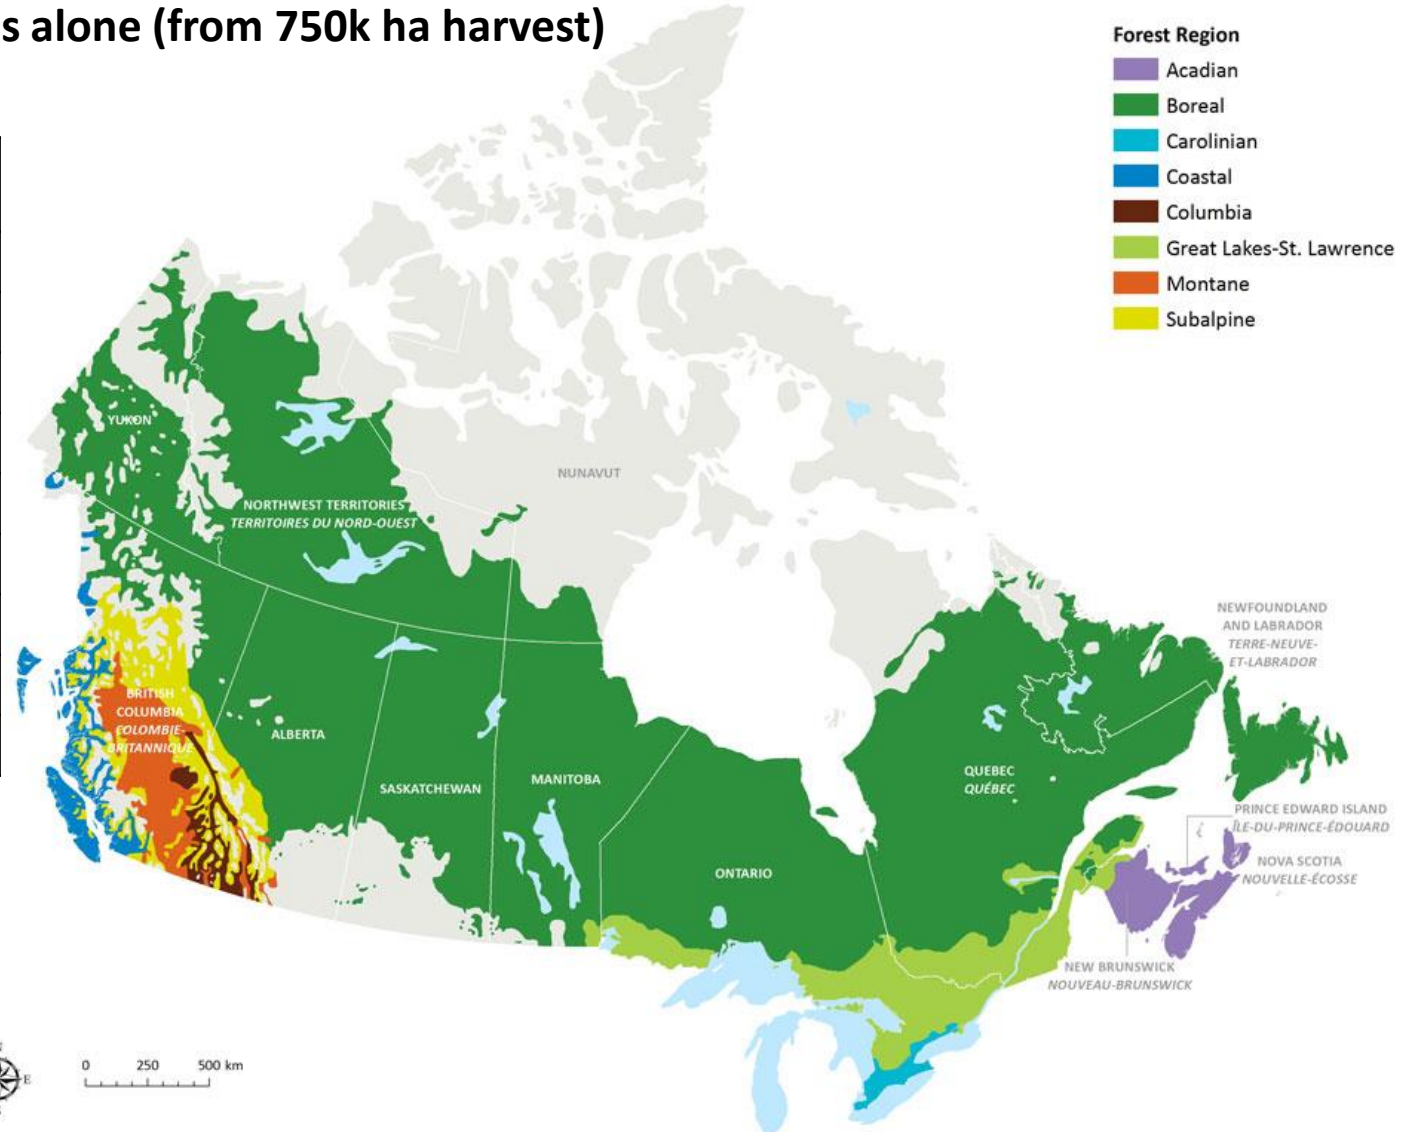 s alone (from 750k ha harvest)
Forest Region
Acadian
Boreal
Carolinian
Coastal
Columbia
Great Lakes-St. Lawrence
Montane
Subalpine
YUKON
NUNAVUT
NORTHWEST TERRITORIES
TERRITOIRES DU NORD-OUEST
NEWFOUNDLAND
AND LABRADOR
TERRE-NEUVE-
ET-LABRADOR
BRITISH
COLUMBIA
COLOMBIE-
BRITANNIQUE
ALBERTA
SASKATCHEWAN
MANITOBA
QUEBEC
QUÉBEC
PRINCE EDWARD ISLAND
ÎLE-DU-PRINCE-ÉDOUARD
NOVA SCOTIA
NOUVELLE-ÉCOSSE
ONTARIO
NEW BRUNSWICK
NOUVEAU-BRUNSWICK
E
0 250 500 km